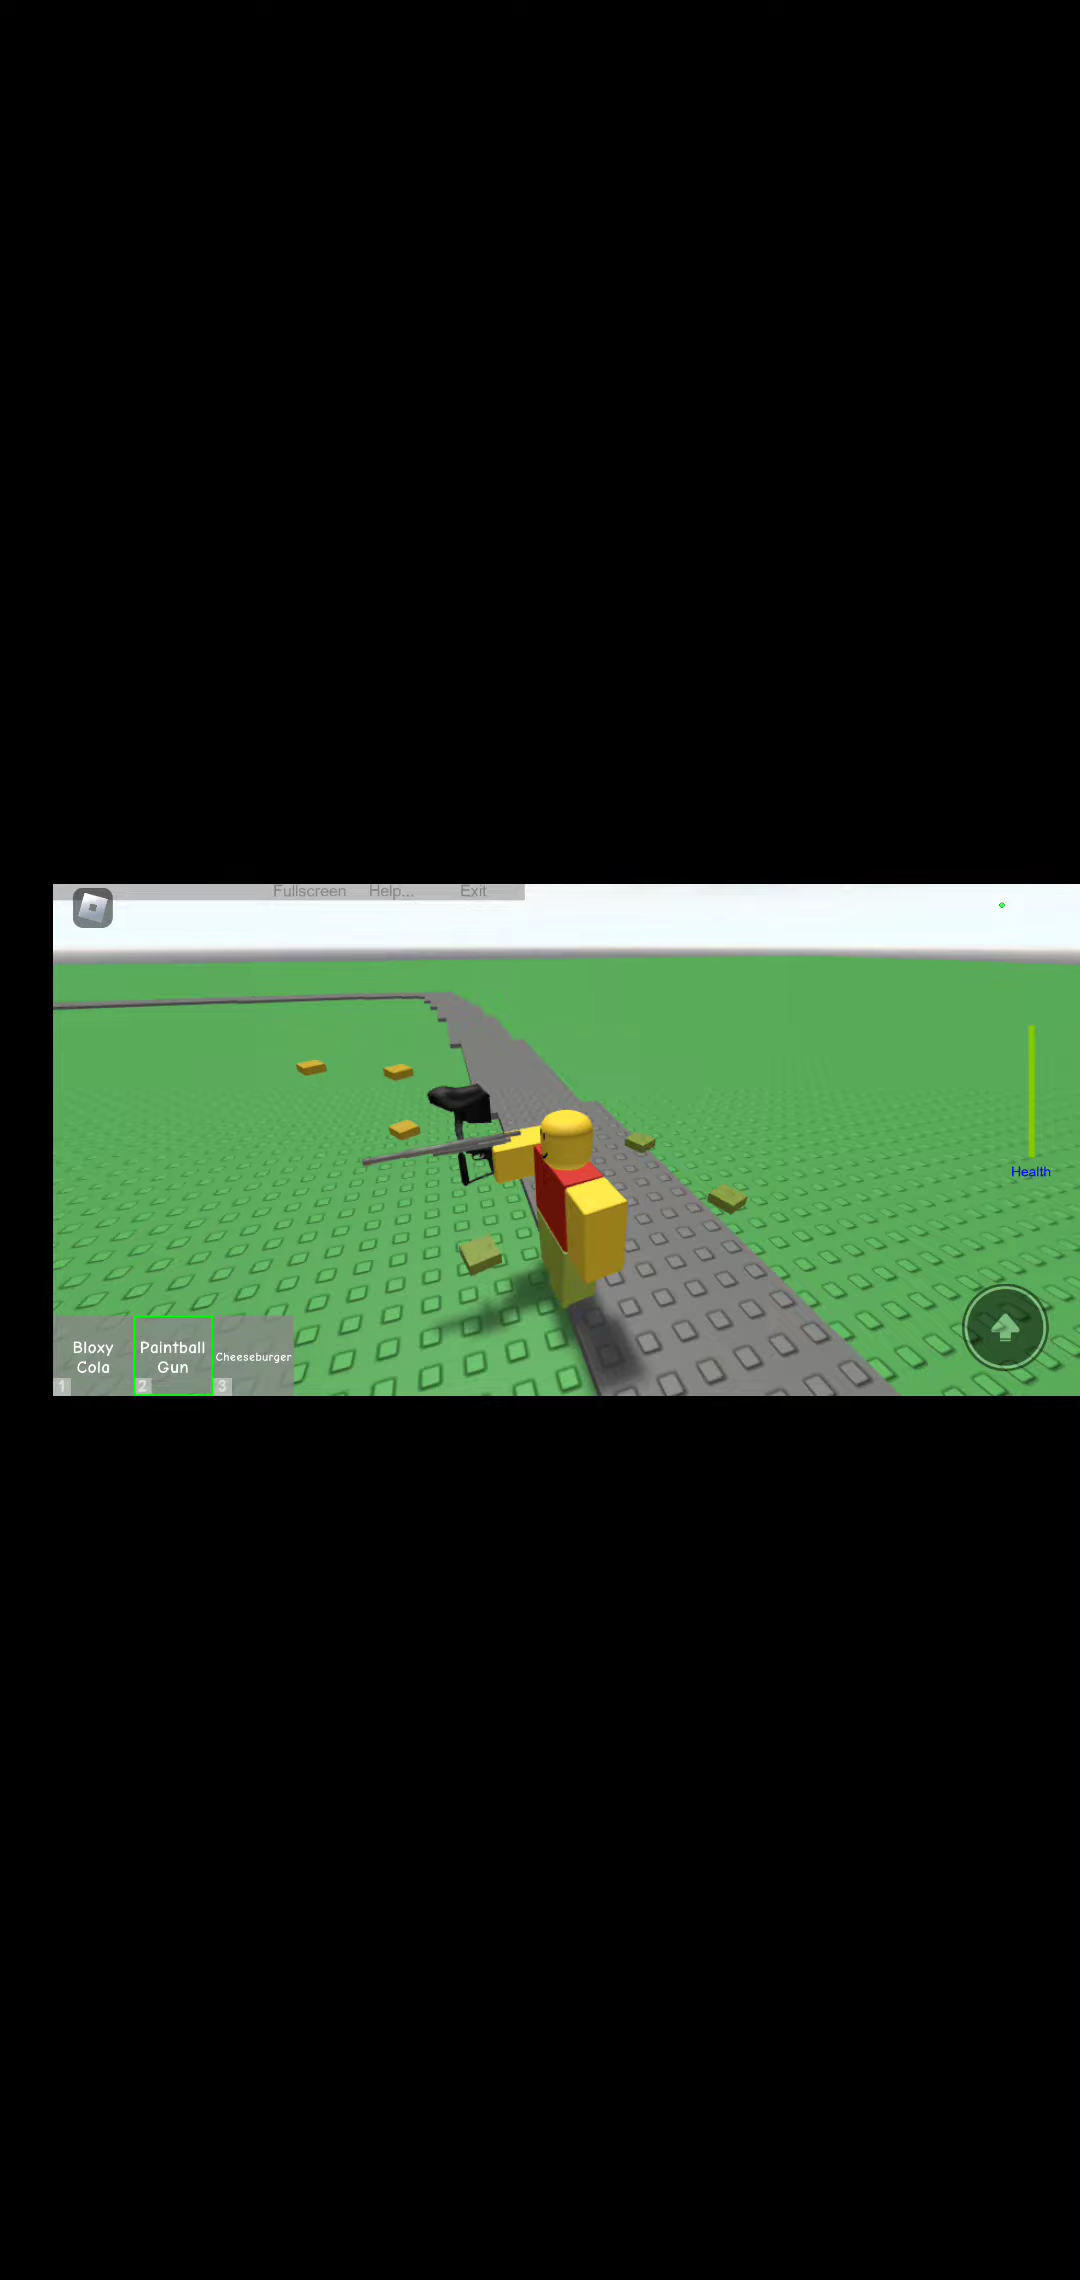 Fullscreen Help... Exit
Health
Bloxy Cola
1
Paintball Gun
2
Cheeseburger
3